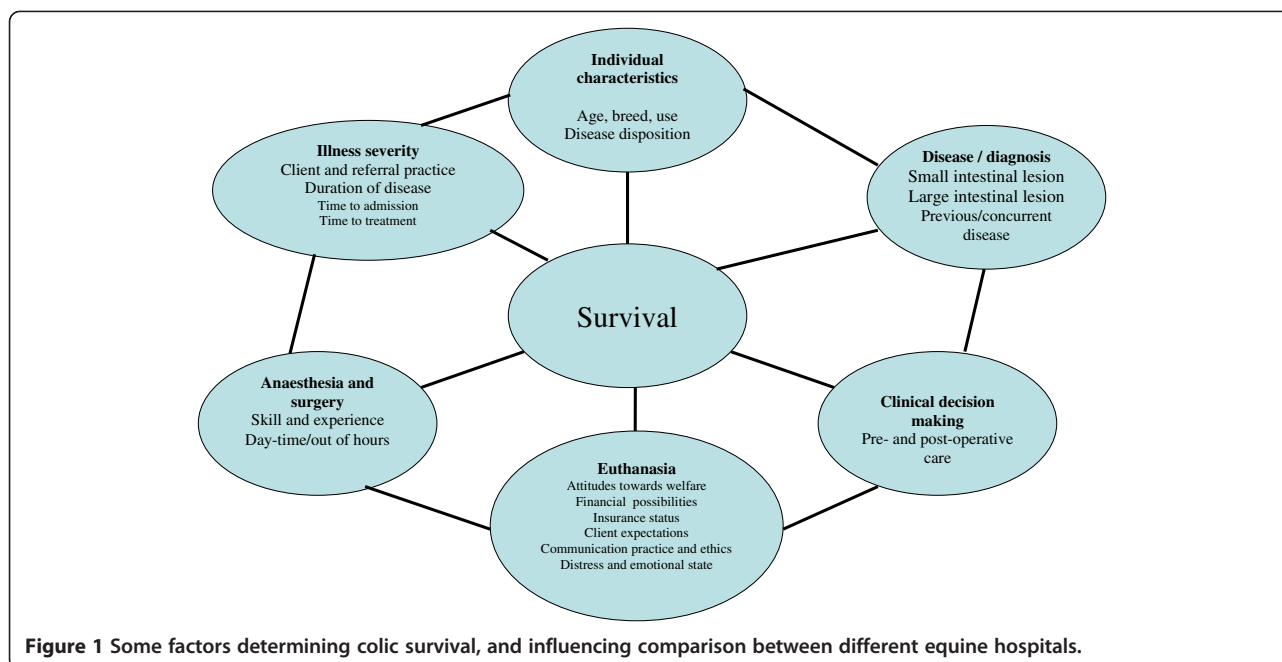 Individual
characteristics
Age, breed, use
Disease disposition
Illness severity
Client and referral practice
Duration of disease
Time to admission
Time to treatment
Disease / diagnosis
Small intestinal lesion
Large intestinal lesion
Previous/concurrent
disease
Survival
Anaesthesia and
surgery
Skill and experience
Day-time/out of hours
Clinical decision
making
Pre- and post-operative
care
Euthanasia
Attitudes towards welfare
Financial possibilities
Insurance status
Client expectations
Communication practice and ethics
Distress and emotional state
Figure 1 Some factors determining colic survival, and influencing comparison between different equine hospitals.